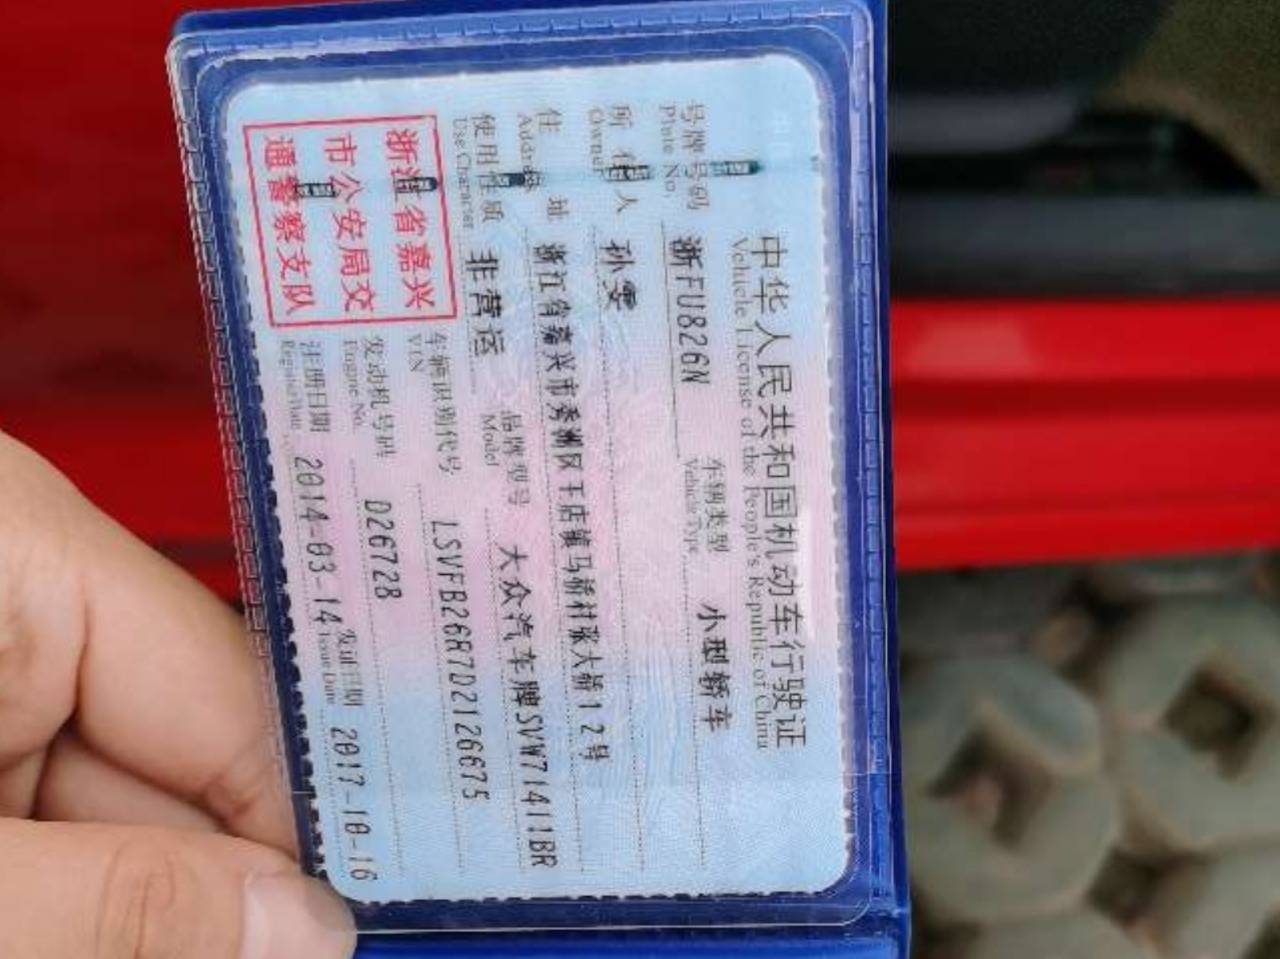 中华人民共和国机动车行驶证
Vehicle License of the People's Republic of China
号牌号码 浙FU826N 车辆类型 小型轿车
Plate No. Vehicle Type
所有人 孙雯
Owner
住址 浙江省嘉兴市秀洲区王店镇马桥村张大桥12号
Address
使用性质 非营运 品牌型号 大众汽车牌SVW71411BR
Use Character Model
浙江省嘉兴
市公安局交
通警察支队
车辆识别代号 LSVFB26R7D2126675
VIN
发动机号码 D26728
Engine No.
注册日期 2014-03-14 发证日期 2017-10-16
Register Date Issue Date